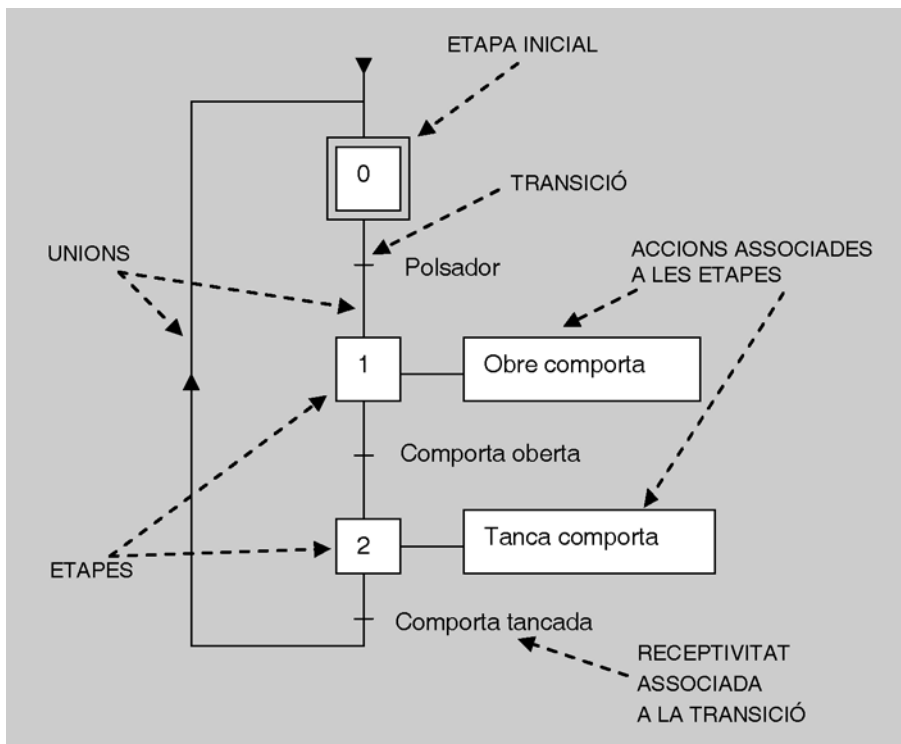 ETAPA INICIAL
0
TRANSICIÓ
UNIONS
Polsador
ACCIONS ASSOCIADES
A LES ETAPES
1
Obre comporta
Comporta oberta
2
Tanca comporta
ETAPES
Comporta tancada
RECEPTIVITAT
ASSOCIADA
A LA TRANSICIÓ